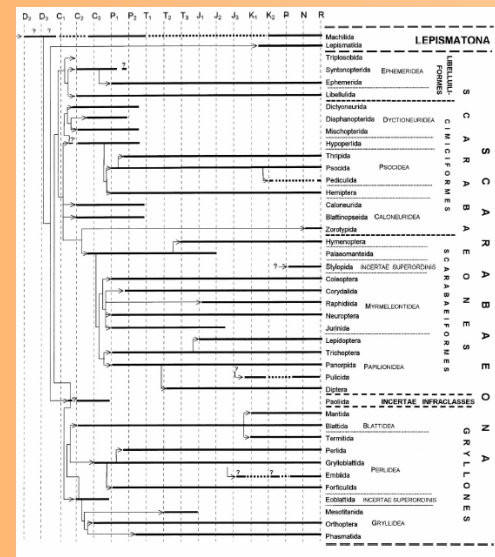 D₂ D₃ C₁ C₂ C₃ P₁ P₂ T₁ T₂ T₃ J₁ J₂ J₃ K₁ K₂ P N R
? ? Machilida LEPISMATONA
Lepismatida
Triplosobida
? Syntonopterida EPHEMERIDEA
Ephemerida
Libellulida
LIBELLULIFORMES
Dictyoneurida
Diaphanopterida DYCTIONEURIDEA
Mischopterida
? Hypoperlida
Thripida
Psocida PSOCIDEA
? Pediculida
Hemiptera
Caloneurida
Blattinopseida CALONEURIDEA
Zorotypida
CIMICIFORMES
Hymenoptera
Palaeomanteida
? Stylopida INCERTAE SUPERORDINIS
Coleoptera
Corydalida
Raphidiida MYRMELEONTIDEA
Neuroptera
Jurinida
Lepidoptera
Trichoptera
Panorpida PAPILIONIDEA
? Pulicida
Diptera
SCARABAEIFORMES
SCARABAEONES
? Paoliida INCERTAE INFRACLASSES
Mantida
Blattida BLATTIDEA
Termitida
Perlida
Grylloblattida
? ? Embiida PERLIDEA
Forficulida
Eoblattida INCERTAE SUPERORDINIS
Mesotitanida
Orthoptera GRYLLIDEA
Phasmatida
GRYLLONES
SCARABAEONA